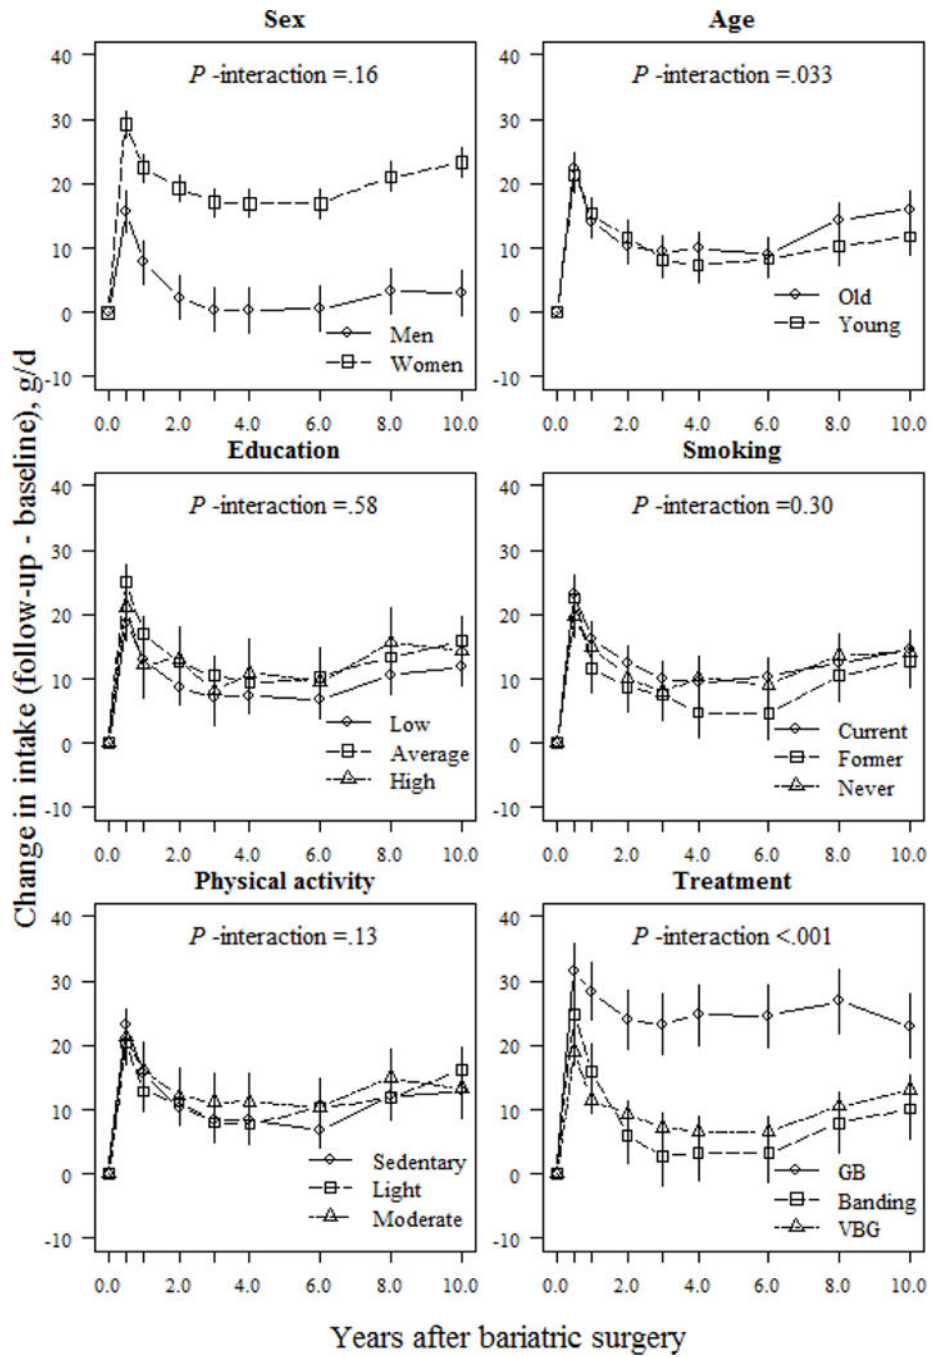 Sex
Age
P -interaction =.16
P -interaction =.033
40
30
20
10
0
-10
40
30
20
10
0
-10
Men
Women
Old
Young
0.0 2.0 4.0 6.0 8.0 10.0
0.0 2.0 4.0 6.0 8.0 10.0
Education
Smoking
P -interaction =.58
P -interaction =0.30
40
30
20
10
0
-10
40
30
20
10
0
-10
Low
Average
High
Current
Former
Never
0.0 2.0 4.0 6.0 8.0 10.0
0.0 2.0 4.0 6.0 8.0 10.0
Physical activity
Treatment
P -interaction =.13
P -interaction <.001
40
30
20
10
0
-10
40
30
20
10
0
-10
Sedentary
Light
Moderate
GB
Banding
VBG
0.0 2.0 4.0 6.0 8.0 10.0
0.0 2.0 4.0 6.0 8.0 10.0
Change in intake (follow-up - baseline), g/d
Years after bariatric surgery